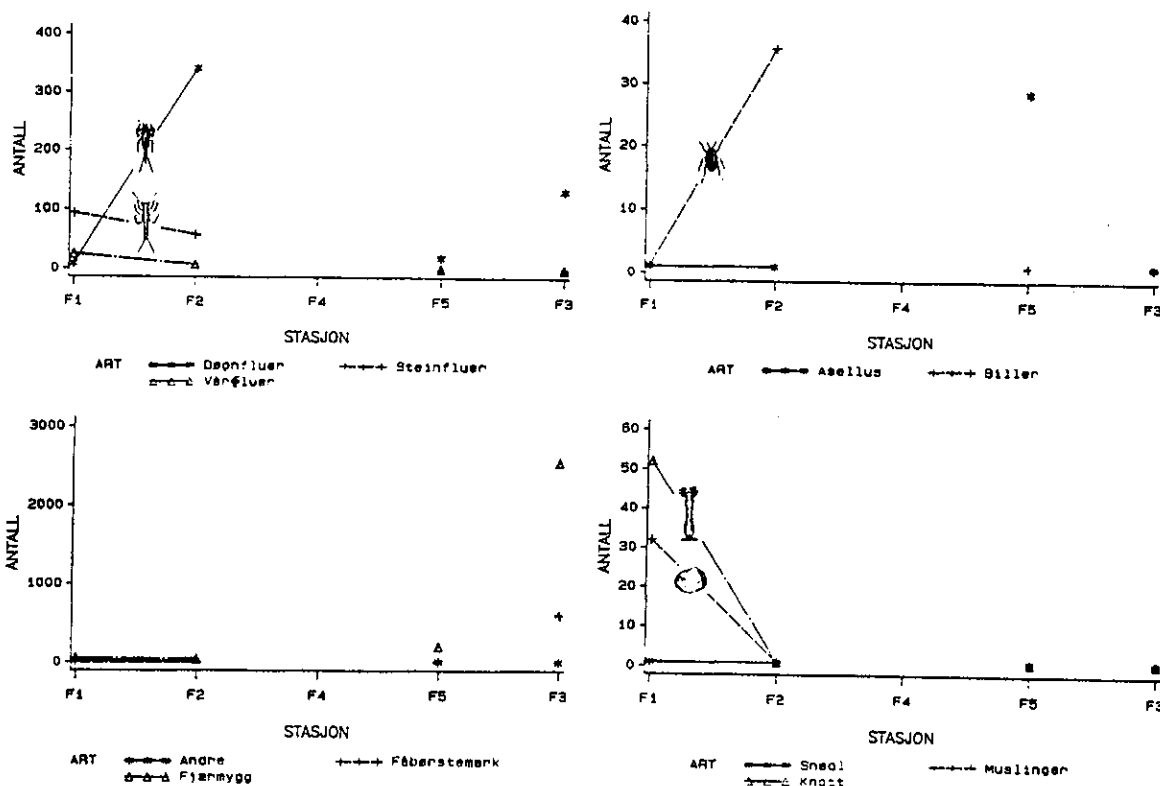 400
300
200
100
0
ANTALL
F1 F2 F4 F5 F3
STASJON
ART Døgnfluer Steinfluer
Vårfluer
40
30
20
10
0
ANTALL
F1 F2 F4 F5 F3
STASJON
ART Asellus Biller
3000
2000
1000
0
ANTALL
F1 F2 F4 F5 F3
STASJON
ART Andre Fåbørstemark
Fjærmygg
60
50
40
30
20
10
0
ANTALL
F1 F2 F4 F5 F3
STASJON
ART Snegl Muslinger
Knott